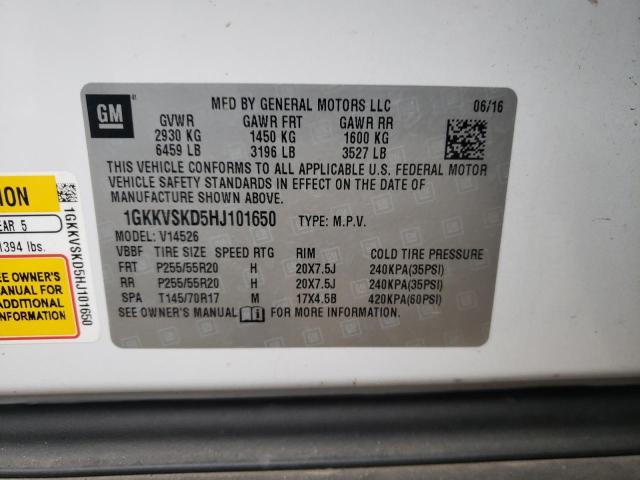 GM
MFD BY GENERAL MOTORS LLC 06/16
GVWR GAWR FRT GAWR RR
2930 KG 1450 KG 1600 KG
6459 LB 3196 LB 3527 LB
THIS VEHICLE CONFORMS TO ALL APPLICABLE U.S. FEDERAL MOTOR
VEHICLE SAFETY STANDARDS IN EFFECT ON THE DATE OF
MANUFACTURE SHOWN ABOVE.
1GKKVSKD5HJ101650 TYPE: M.P.V.
MODEL: V14526
VBBF TIRE SIZE SPEED RTG RIM COLD TIRE PRESSURE
FRT P255/55R20 H 20X7.5J 240KPA(35PSI)
RR P255/55R20 H 20X7.5J 240KPA(35PSI)
SPA T145/70R17 M 17X4.5B 420KPA(60PSI)
SEE OWNER'S MANUAL FOR MORE INFORMATION.
ION
EAR 5
1394 lbs.
SEE OWNER'S
MANUAL FOR
ADDITIONAL
1GKKVSKD5HJ101650